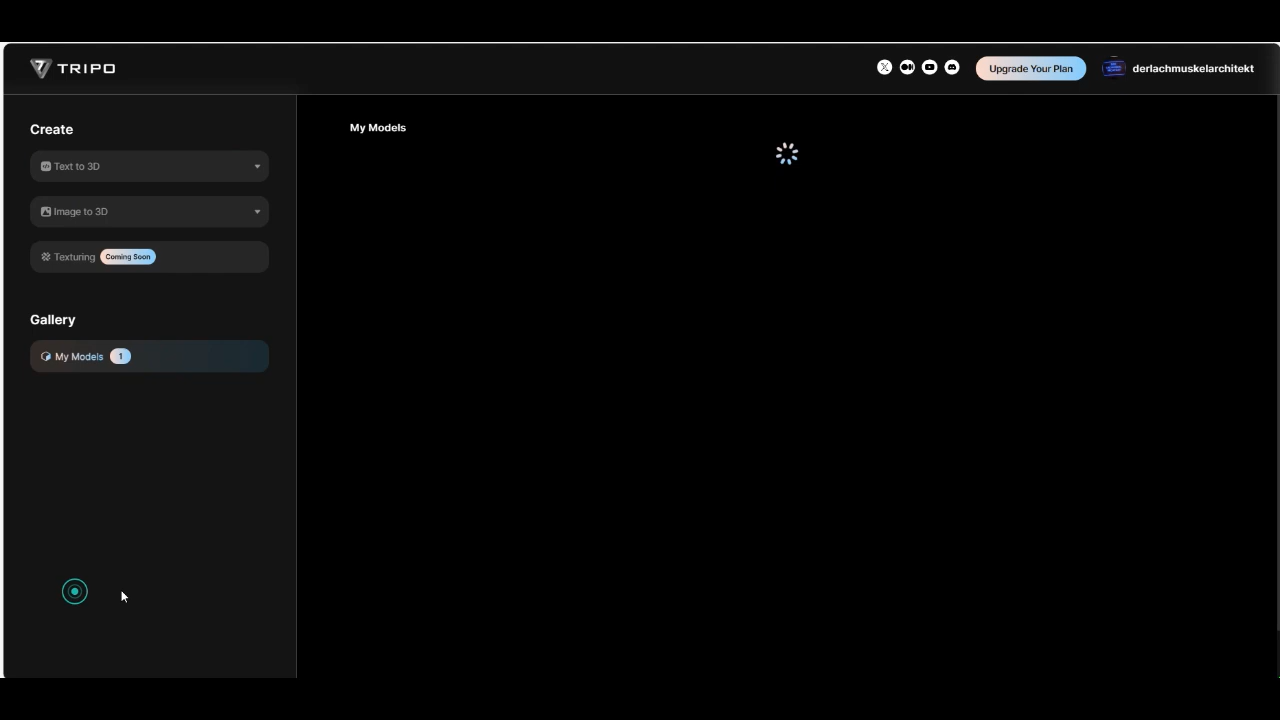 TRIPO
Upgrade Your Plan
derlachmuskelarchitekt
Create
Text to 3D
Image to 3D
Texturing Coming Soon
Gallery
My Models 1
My Models